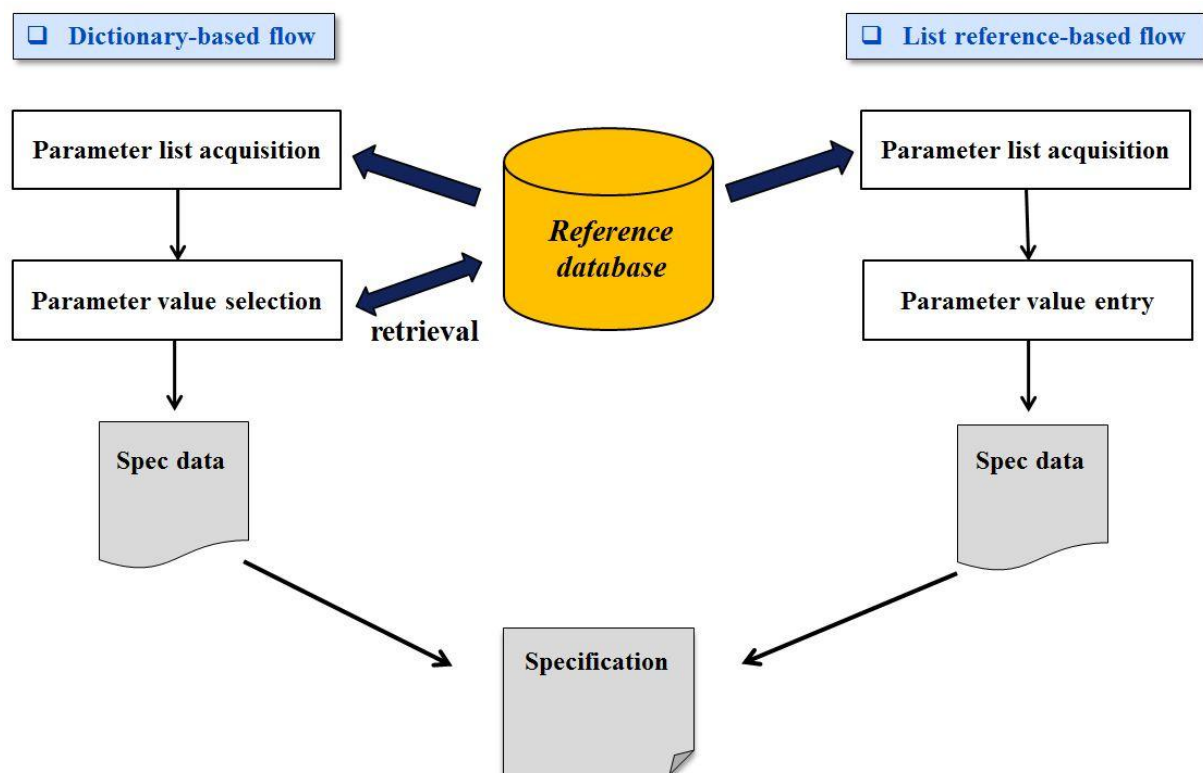 ❑ Dictionary-based flow
❑ List reference-based flow
Parameter list acquisition
Parameter list acquisition
Reference
database
Parameter value selection
Parameter value entry
retrieval
Spec data
Spec data
Specification